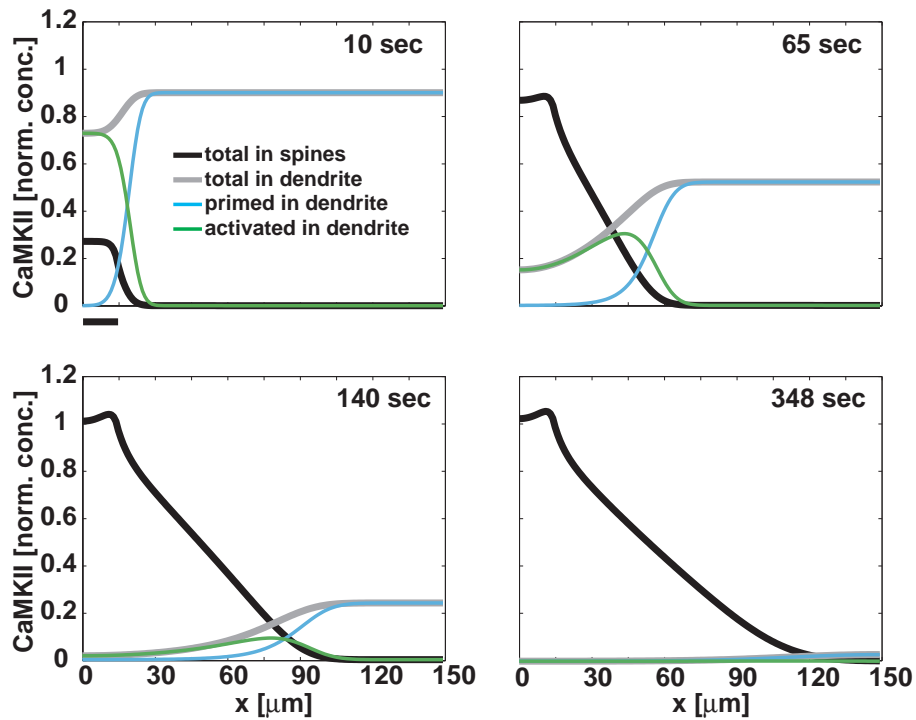 1.2
10 sec
65 sec
1
0.8
total in spines
total in dendrite
primed in dendrite
activated in dendrite
0.6
0.4
0.2
0
CaMKII [norm. conc.]
1.2
140 sec
348 sec
1
0.8
0.6
0.4
0.2
0
CaMKII [norm. conc.]
0 30 60 90 120 150
0 30 60 90 120 150
x [μm]
x [μm]